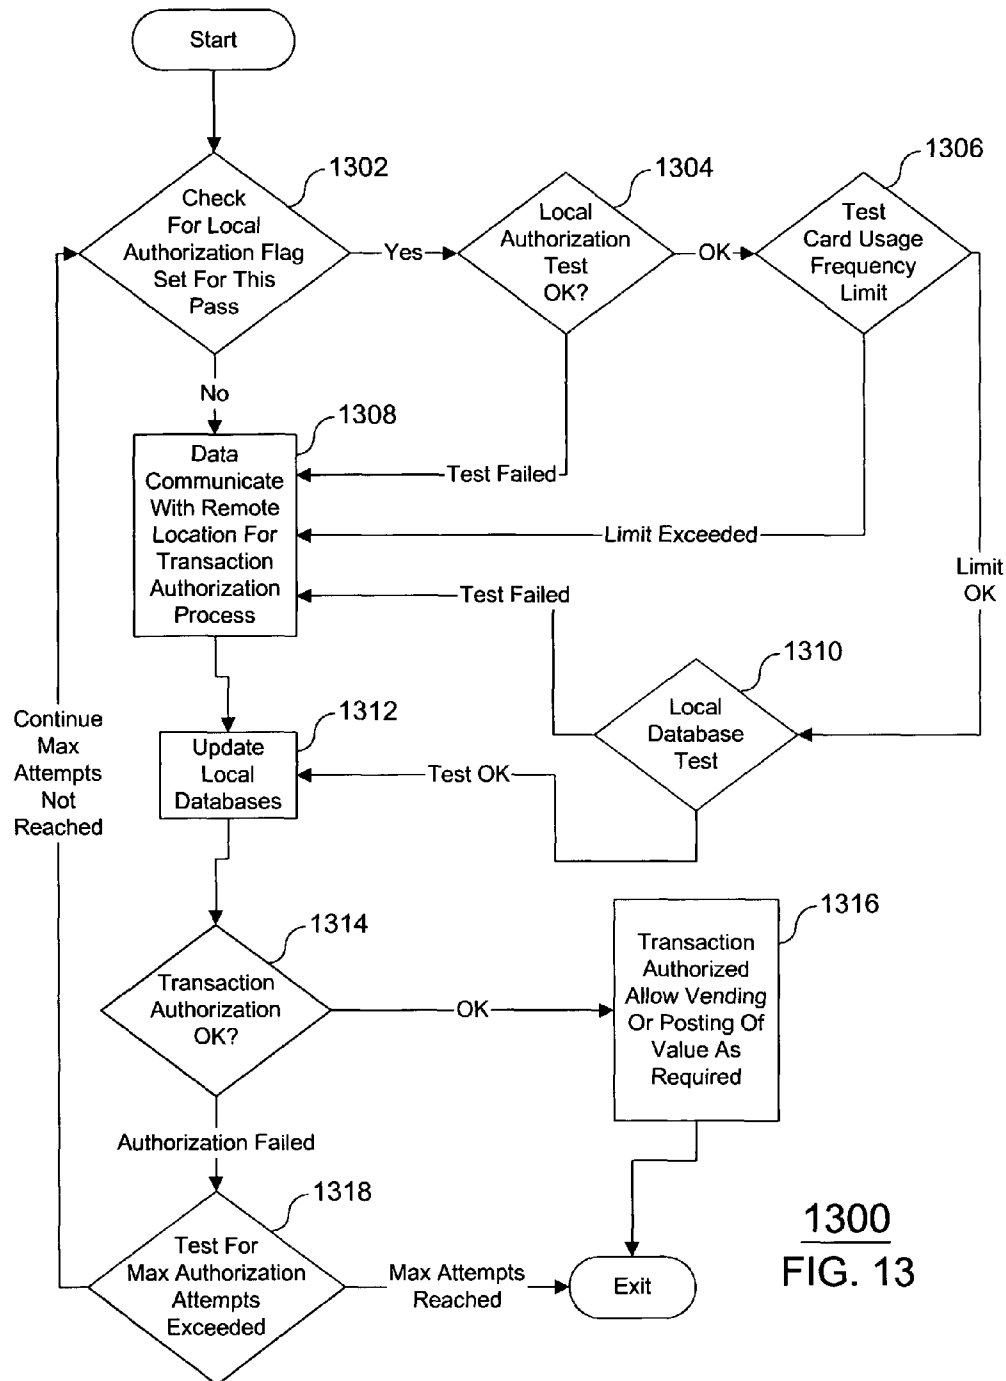 Start
1302
Check
For Local
Authorization Flag
Set For This
Pass
Yes
1304
Local
Authorization
Test
OK?
OK
1306
Test
Card Usage
Frequency
Limit
No
1308
Data
Communicate
With Remote
Location For
Transaction
Authorization
Process
Test Failed
Limit Exceeded
Test Failed
Limit
OK
1310
Local
Database
Test
Continue
Max
Attempts
Not
Reached
1312
Update
Local
Databases
Test OK
1314
Transaction
Authorization
OK?
OK
1316
Transaction
Authorized
Allow Vending
Or Posting Of
Value As
Required
Authorization Failed
1318
Test For
Max Authorization
Attempts
Exceeded
Max Attempts
Reached
Exit
1300
FIG. 13